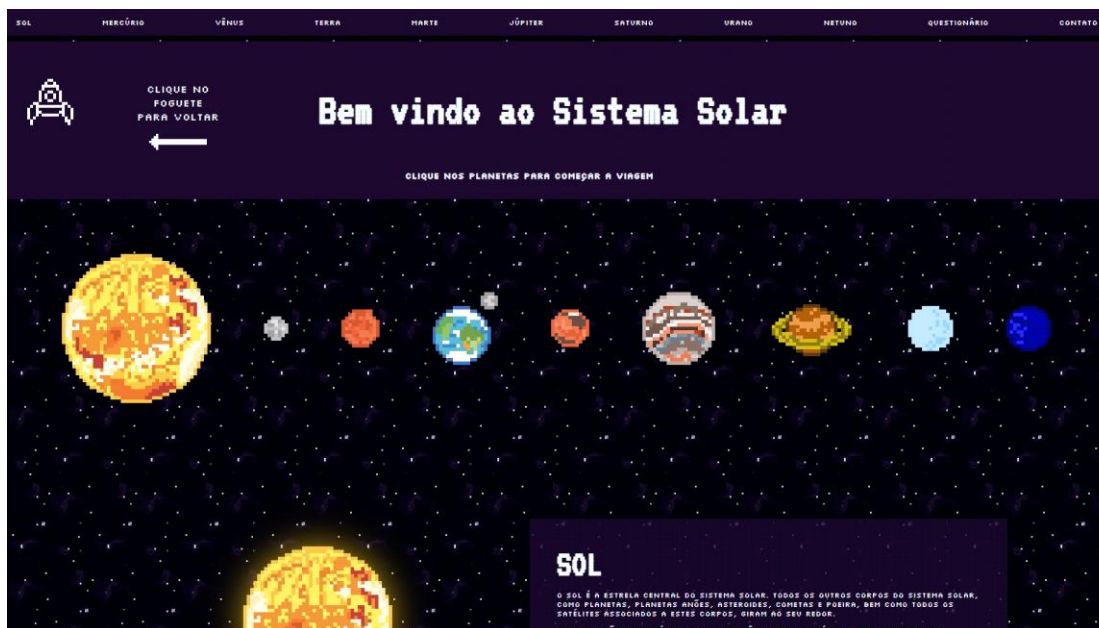 SOL MERCÚRIO VÊNUS TERRA MARTE JÚPITER SATURNO URANO NETUNO QUESTIONÁRIO CONTATO
CLIQUE NO
FOGUETE
PARA VOLTAR
Bem vindo ao Sistema Solar
CLIQUE NOS PLANETAS PARA COMEÇAR A VIAGEM
SOL
O SOL É A ESTRELA CENTRAL DO SISTEMA SOLAR. TODOS OS OUTROS CORPOS DO SISTEMA SOLAR,
COMO PLANETAS, PLANETAS ANÕES, ASTEROIDES, COMETAS E POEIRA, BEM COMO TODOS OS
SATÉLITES ASSOCIADOS A ESTES CORPOS, GIRAM AO SEU REDOR.